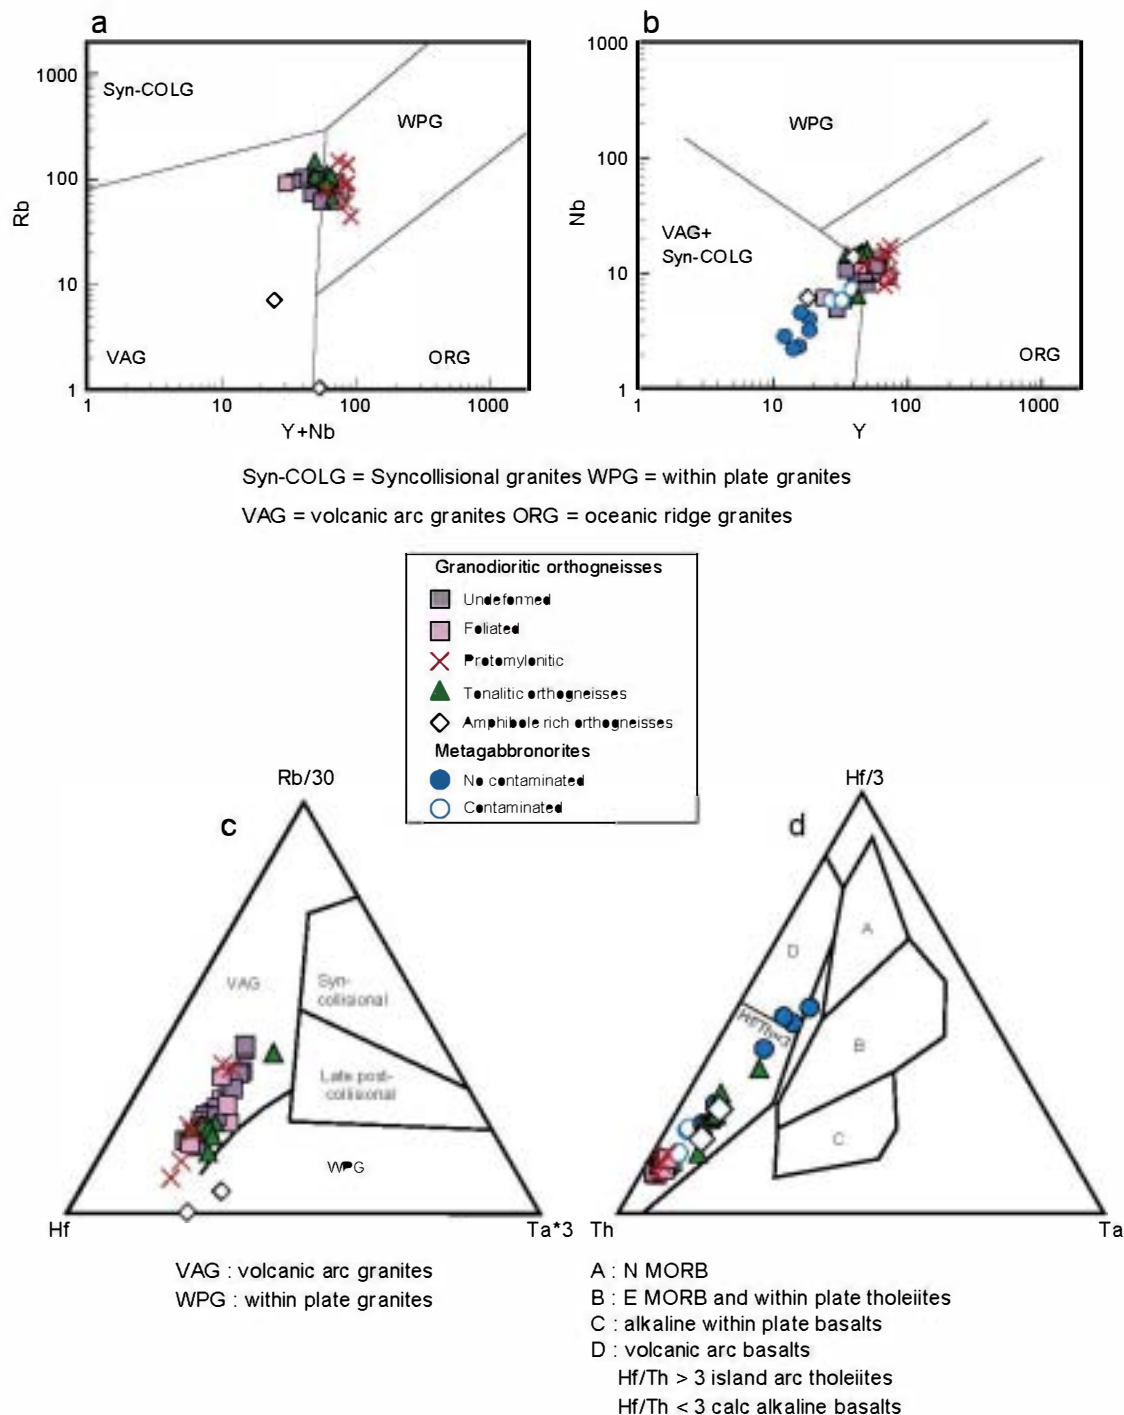 a
Syn-COLG
WPG
VAG
ORG
Rb
1000
100
10
1
1
10
100
1000
Y+Nb
b
WPG
VAG+
Syn-COLG
ORG
Nb
1000
100
10
1
1
10
100
1000
Y
Syn-COLG = Syncollisional granites WPG = within plate granites
VAG = volcanic arc granites ORG = oceanic ridge granites
Granodioritic orthogneisses
Undeformed
Foliated
Protomylonitic
Tonalitic orthogneisses
Amphibole rich orthogneisses
Metagabbronorites
No contaminated
Contaminated
c
Rb/30
VAG
Syn-
collisional
Late post-
collisional
WPG
Hf
Ta*3
VAG : volcanic arc granites
WPG : within plate granites
d
Hf/3
A
D
Hf/Th=3
B
C
Th
Ta
A : N MORB
B : E MORB and within plate tholeiites
C : alkaline within plate basalts
D : volcanic arc basalts
Hf/Th > 3 island arc tholeiites
Hf/Th < 3 calc alkaline basalts